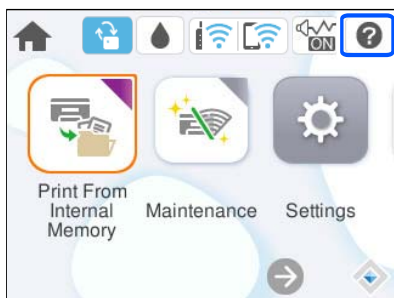 ON
?
Print From
Internal
Memory
Maintenance
Settings